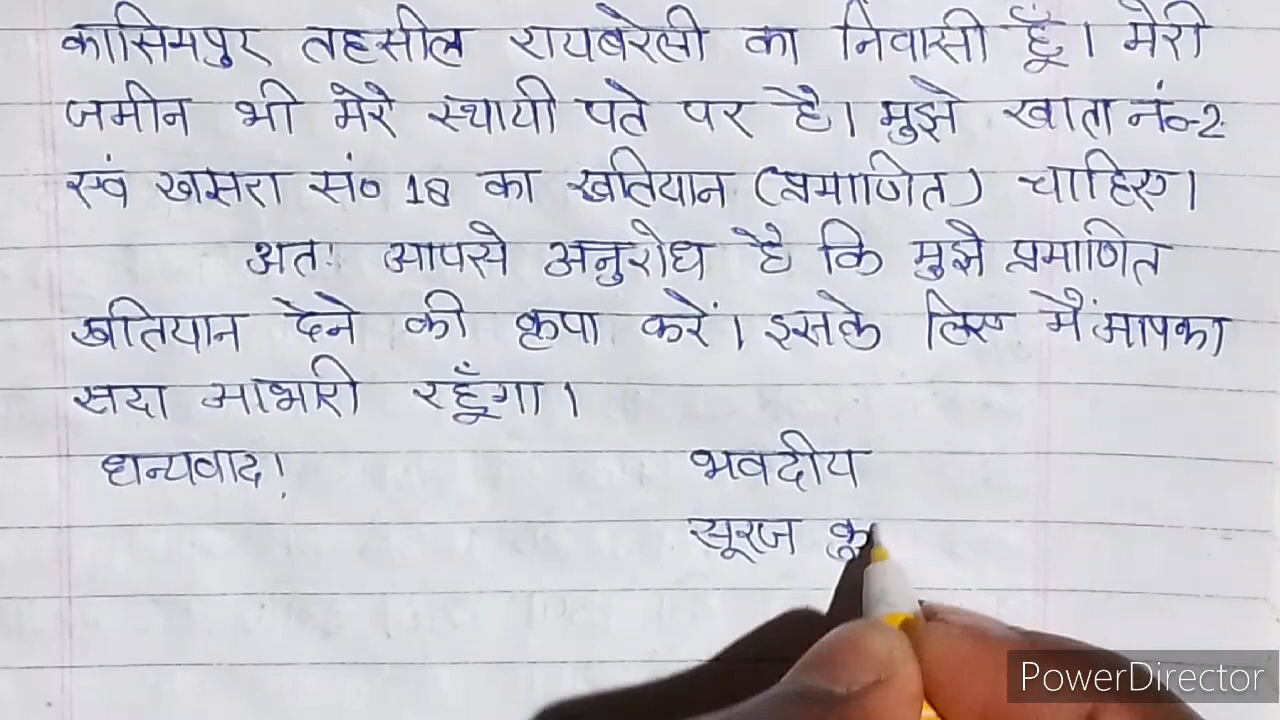 कासिमपुर तहसील रायबरेली का निवासी हूँ। मेरी
जमीन भी मेरे स्थायी पते पर है। मुझे खाता नं०-2
एवं खसरा सं० 18 का खतियान (प्रमाणित) चाहिए।
अतः आपसे अनुरोध है कि मुझे प्रमाणित
खतियान देने की कृपा करें। इसके लिए मैं आपका
सदा आभारी रहूँगा।
धन्यवाद! भवदीय
सूरज कु
PowerDirector